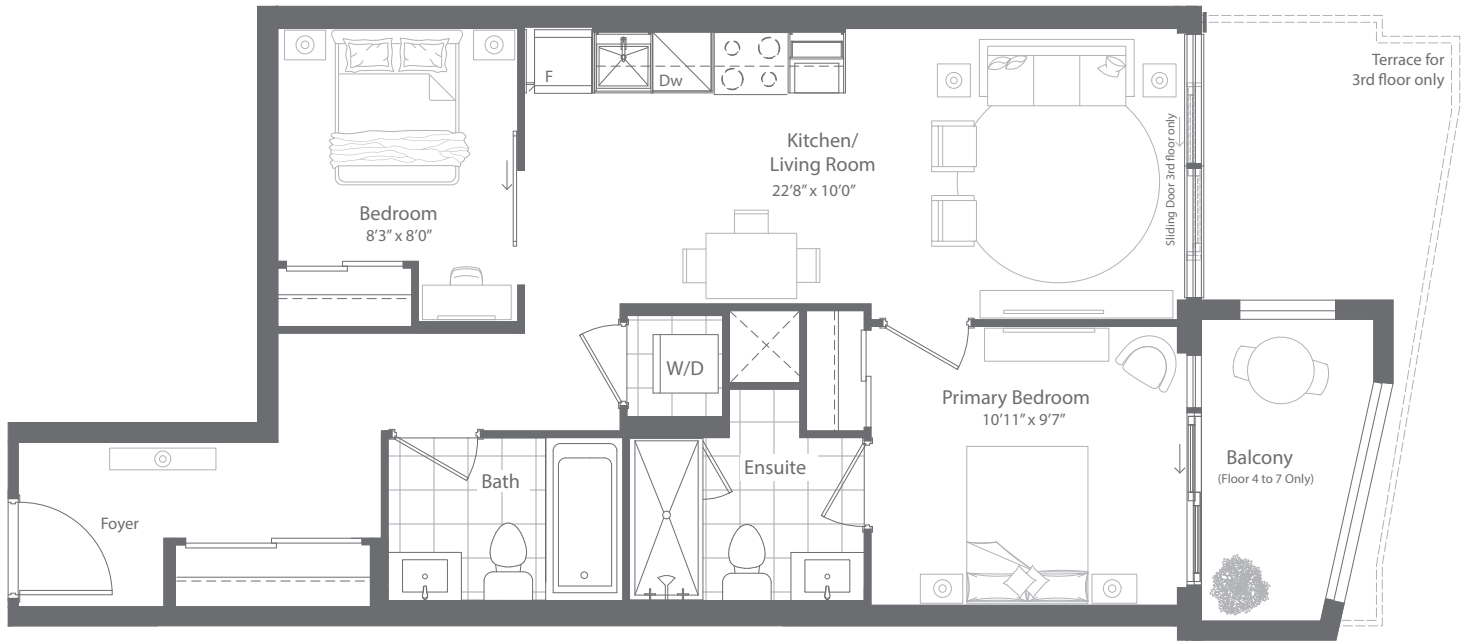 Terrace for
3rd floor only
F
Dw
Kitchen/
Living Room
22’8” x 10’0”
Sliding Door 3rd floor only
Bedroom
8’3” x 8’0”
W/D
Primary Bedroom
10’11” x 9’7”
Balcony
(Floor 4 to 7 Only)
Bath
Ensuite
Foyer